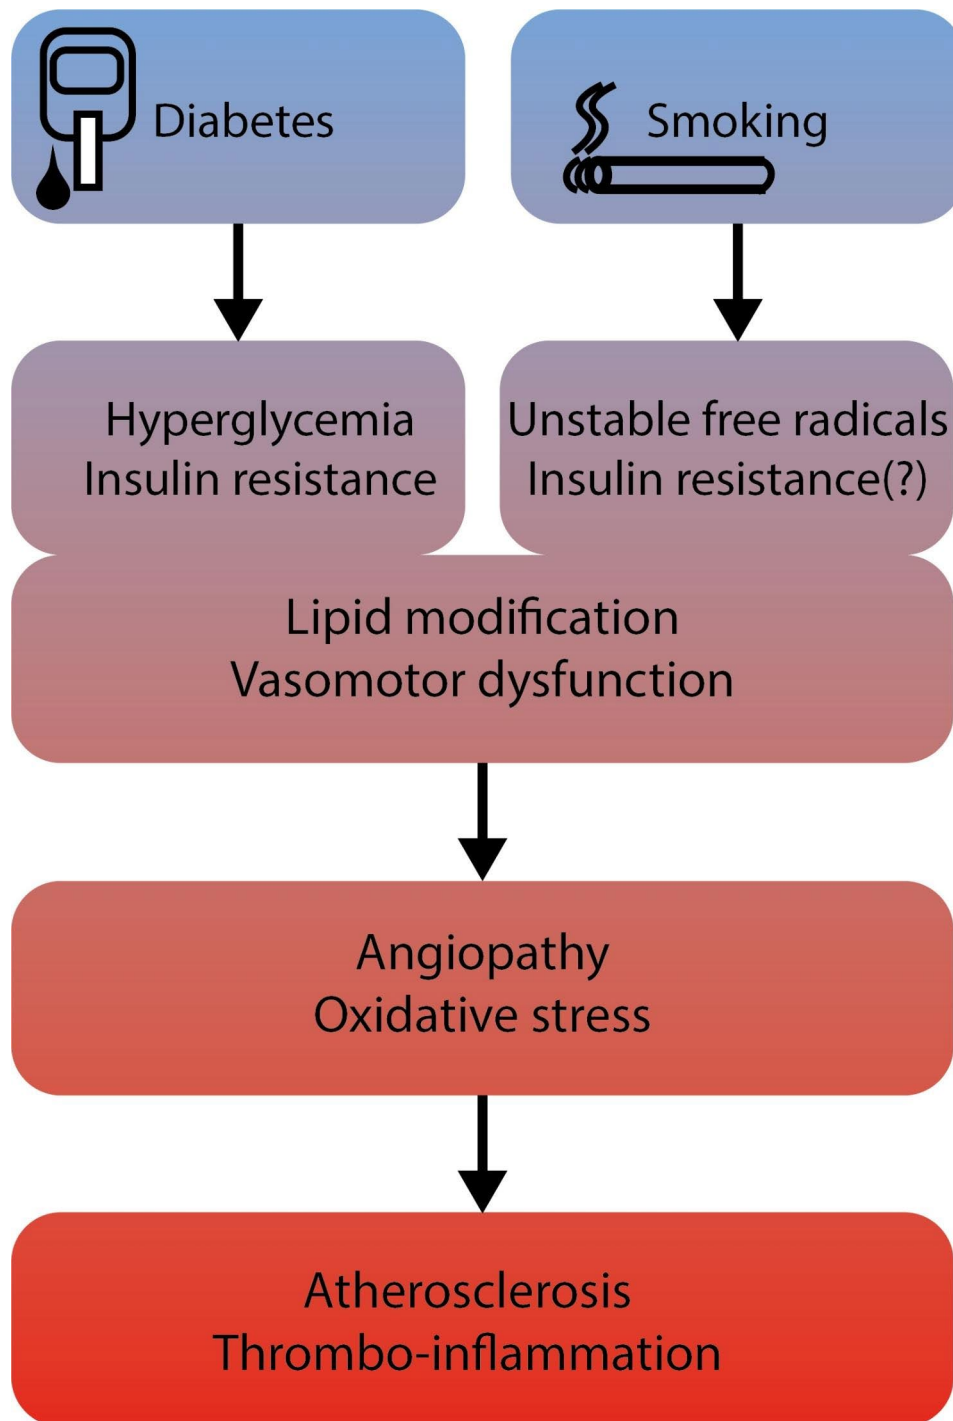 Diabetes
Smoking
Hyperglycemia
Insulin resistance
Unstable free radicals
Insulin resistance(?)
Lipid modification
Vasomotor dysfunction
Angiopathy
Oxidative stress
Atherosclerosis
Thrombo-inflammation